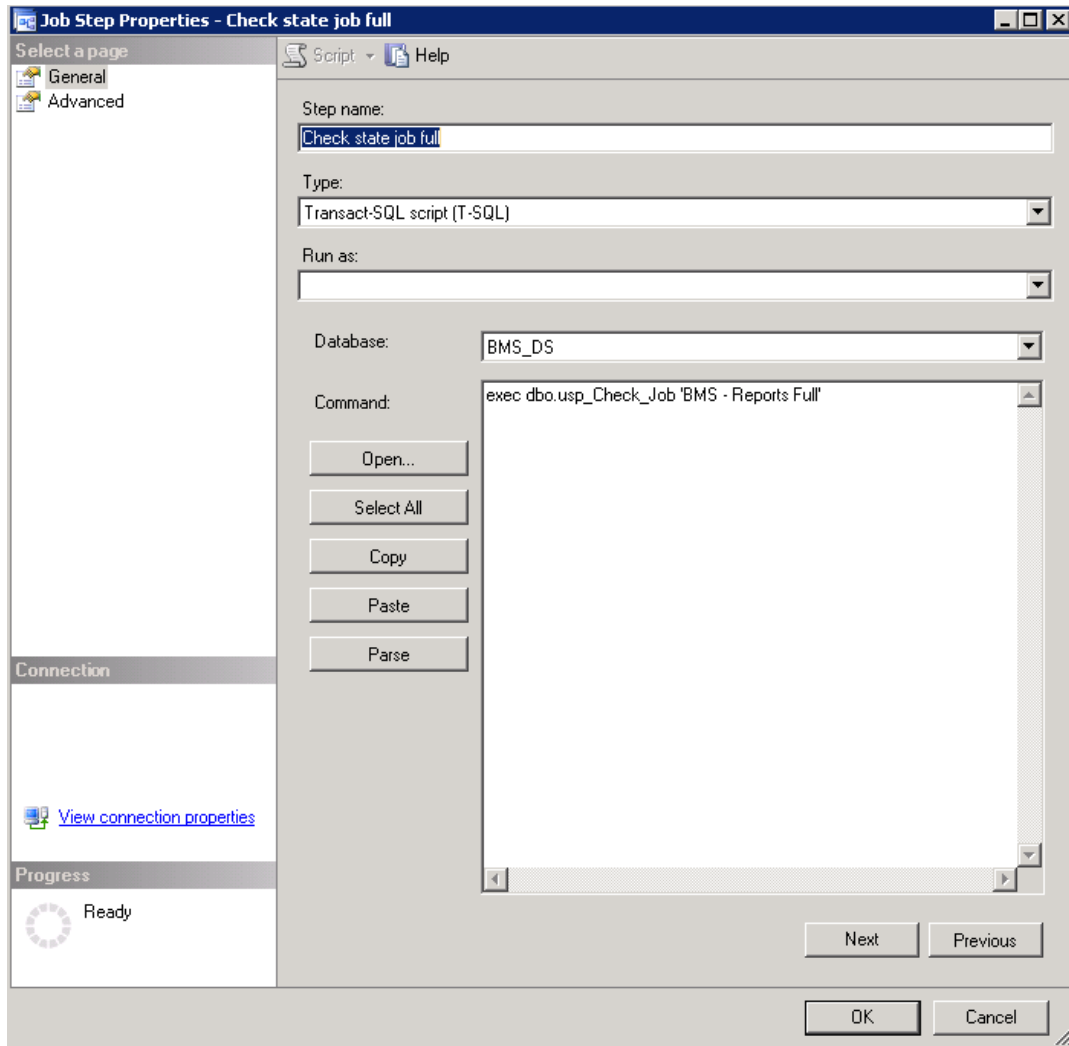 Job Step Properties - Check state job full
Select a page
General
Advanced
Script
Help
Step name:
Check state job full
Type:
Transact-SQL script (T-SQL)
Run as:
Database:
BMS_DS
Command:
exec dbo.usp_Check_Job 'BMS - Reports Full'
Open...
Select All
Copy
Paste
Parse
Connection
View connection properties
Progress
Ready
Next
Previous
OK
Cancel